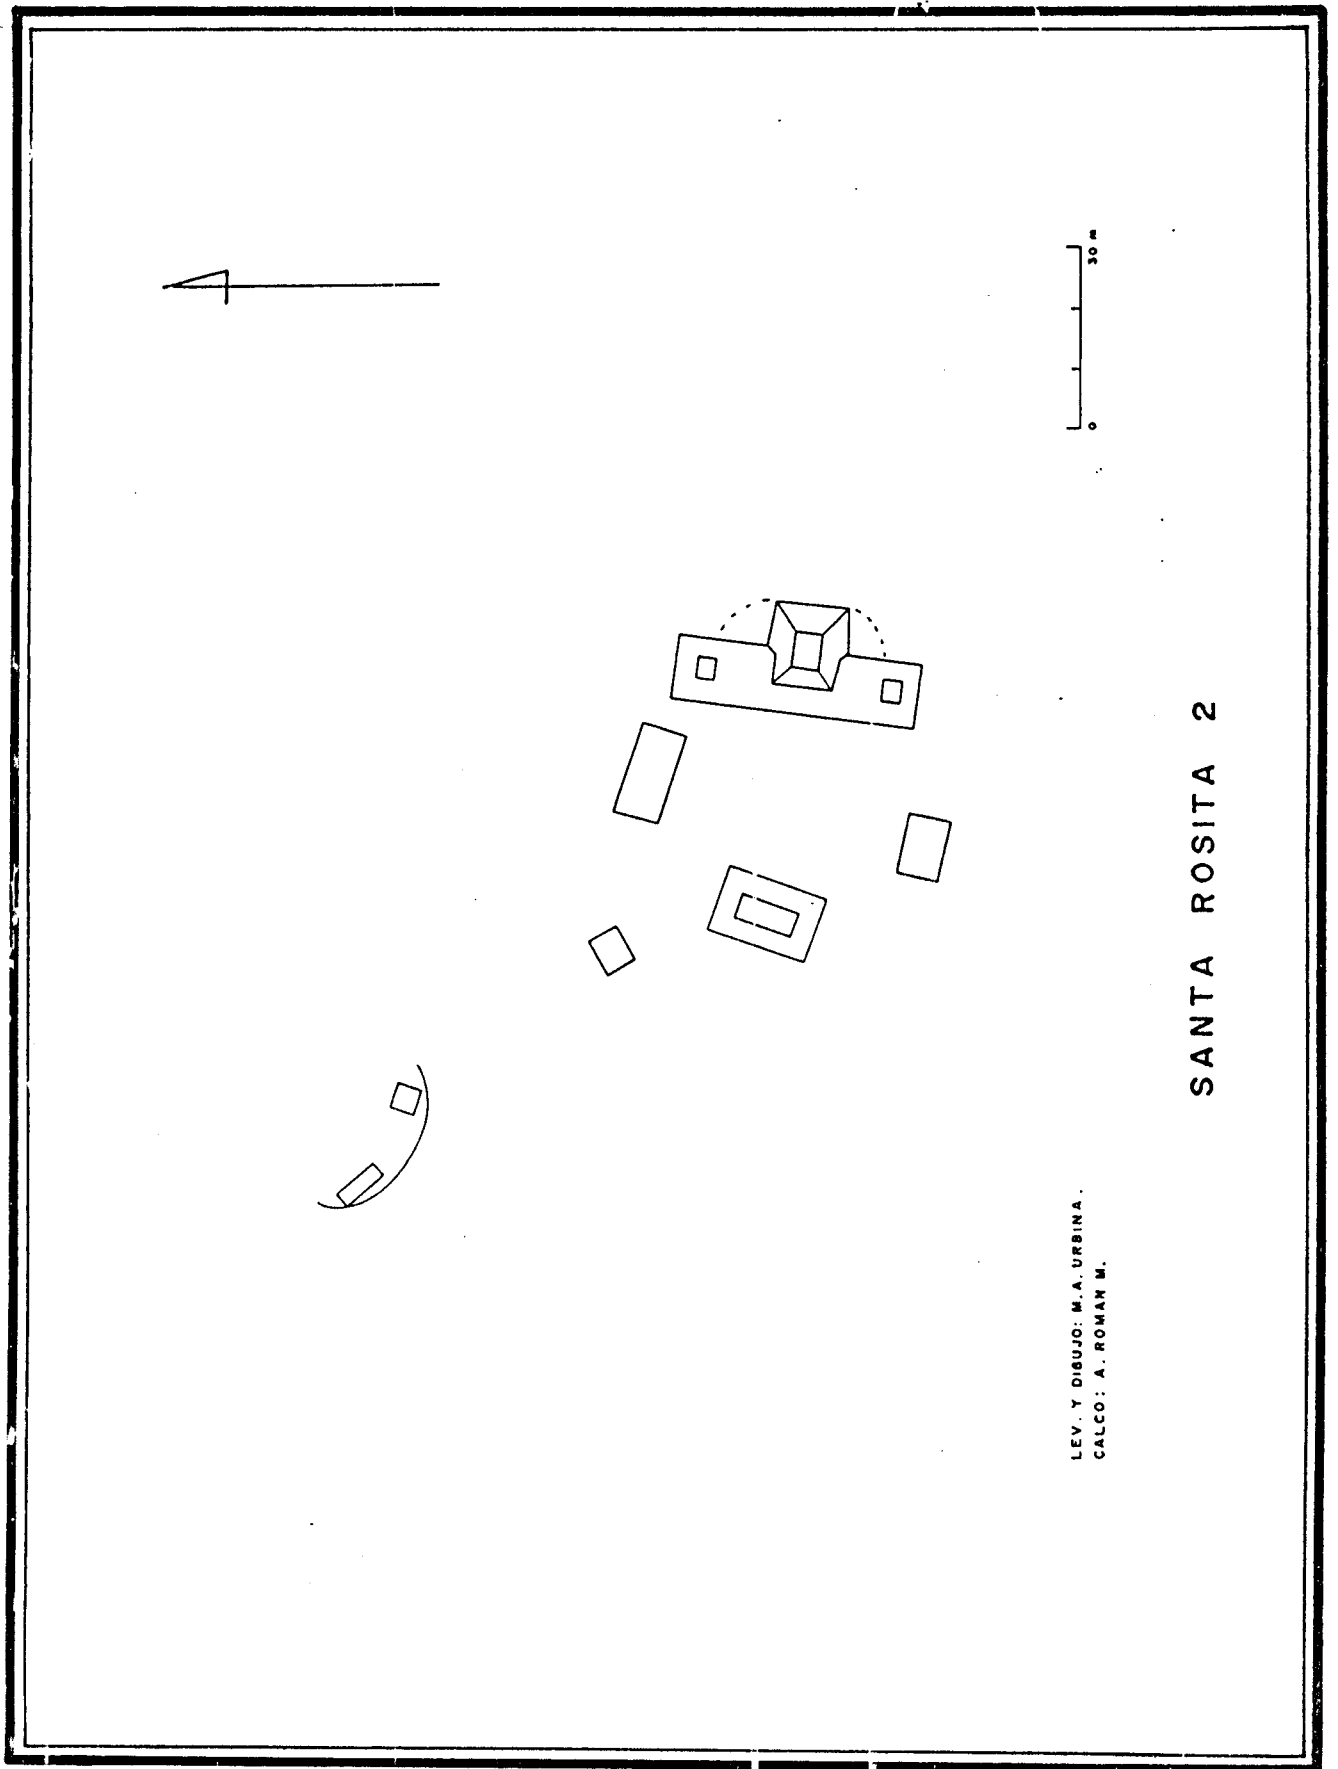 0
30 m
LEV. Y DIBUJO: M.A. URBINA.
CALCO: A. ROMAN M.
SANTA ROSITA 2